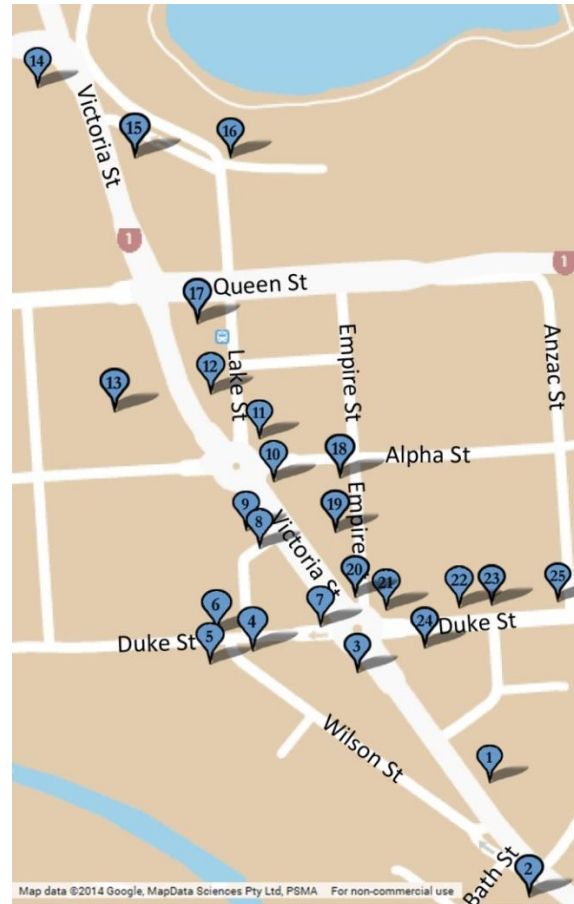 14
16
15
Victoria St
1
1
17
Queen St
12
Lake St
Empire St
Anzac St
13
11
10
18
Alpha St
9
8
19
Victoria St
Empire
20
21
22
23
25
6
7
5
4
Duke St
24
Duke St
3
Wilson St
1
2
Bath St
Map data ©2014 Google, MapData Sciences Pty Ltd, PSMA For non-commercial use